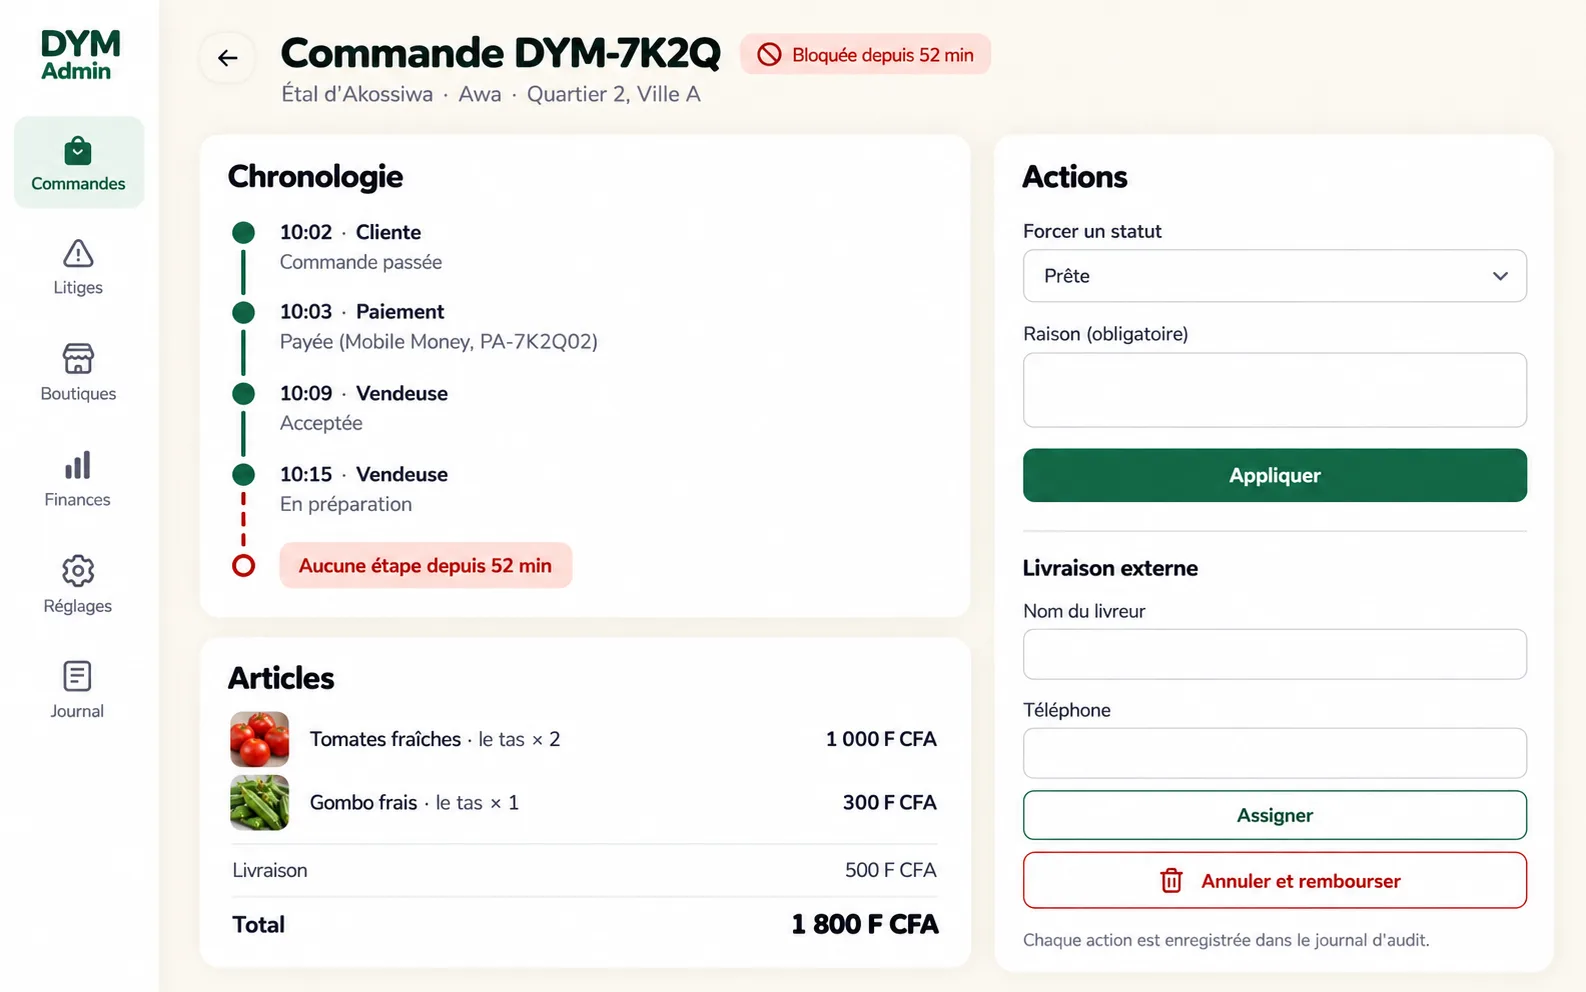 DYM
Admin
Commandes
Litiges
Boutiques
Finances
Réglages
Journal
Commande DYM-7K2Q
Bloquée depuis 52 min
Étal d'Akossiwa · Awa · Quartier 2, Ville A
Chronologie
10:02 · Cliente
Commande passée
10:03 · Paiement
Payée (Mobile Money, PA-7K2Q02)
10:09 · Vendeuse
Acceptée
10:15 · Vendeuse
En préparation
Aucune étape depuis 52 min
Articles
Tomates fraîches · le tas × 2 1 000 F CFA
Gombo frais · le tas × 1 300 F CFA
Livraison 500 F CFA
Total 1 800 F CFA
Actions
Forcer un statut
Prête
Raison (obligatoire)
Appliquer
Livraison externe
Nom du livreur
Téléphone
Assigner
Annuler et rembourser
Chaque action est enregistrée dans le journal d'audit.